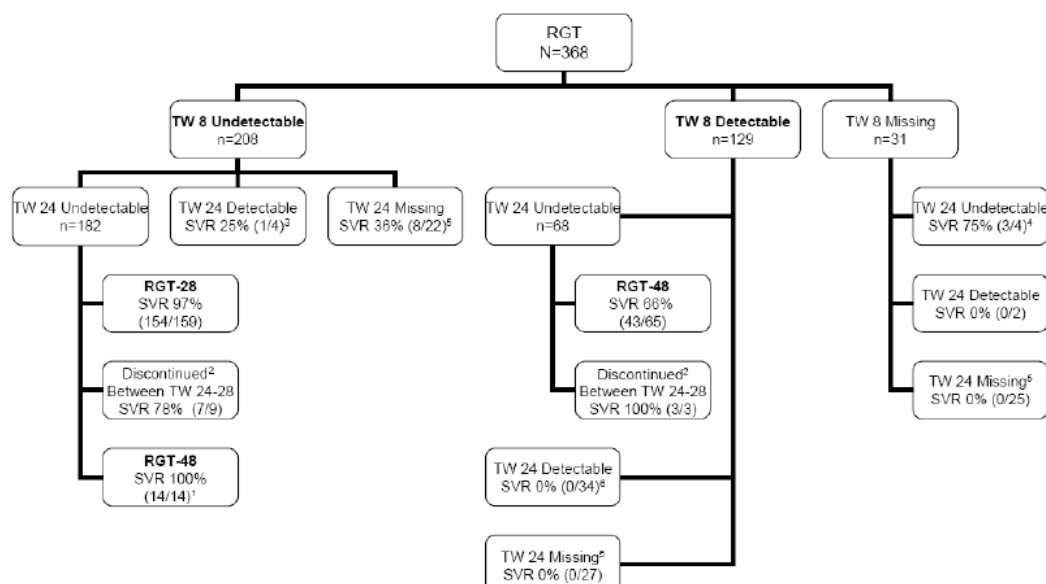 RGT
N=368
TW 8 Undetectable
n=208
TW 8 Detectable
n=129
TW 8 Missing
n=31
TW 24 Undetectable
n=182
TW 24 Detectable
SVR 25% (1/4)³
TW 24 Missing
SVR 36% (8/22)⁵
TW 24 Undetectable
n=68
TW 24 Undetectable
SVR 75% (3/4)⁴
RGT-28
SVR 97%
(154/159)
RGT-48
SVR 66%
(43/65)
TW 24 Detectable
SVR 0% (0/2)
Discontinued²
Between TW 24-28
SVR 78% (7/9)
Discontinued²
Between TW 24-28
SVR 100% (3/3)
TW 24 Missing⁵
SVR 0% (0/25)
RGT-48
SVR 100%
(14/14)¹
TW 24 Detectable
SVR 0% (0/34)⁶
TW 24 Missing⁵
SVR 0% (0/27)